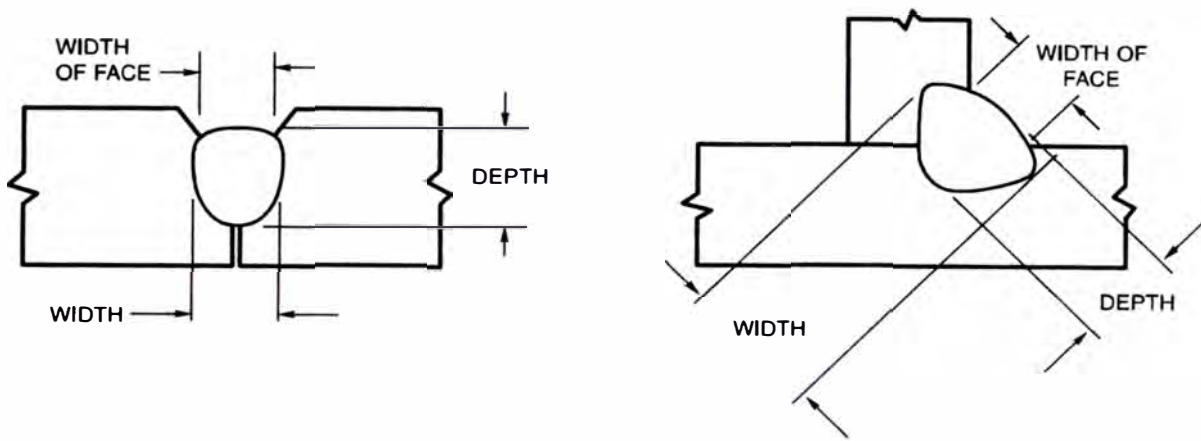 WIDTH
OF FACE
DEPTH
WIDTH
WIDTH OF
FACE
DEPTH
WIDTH